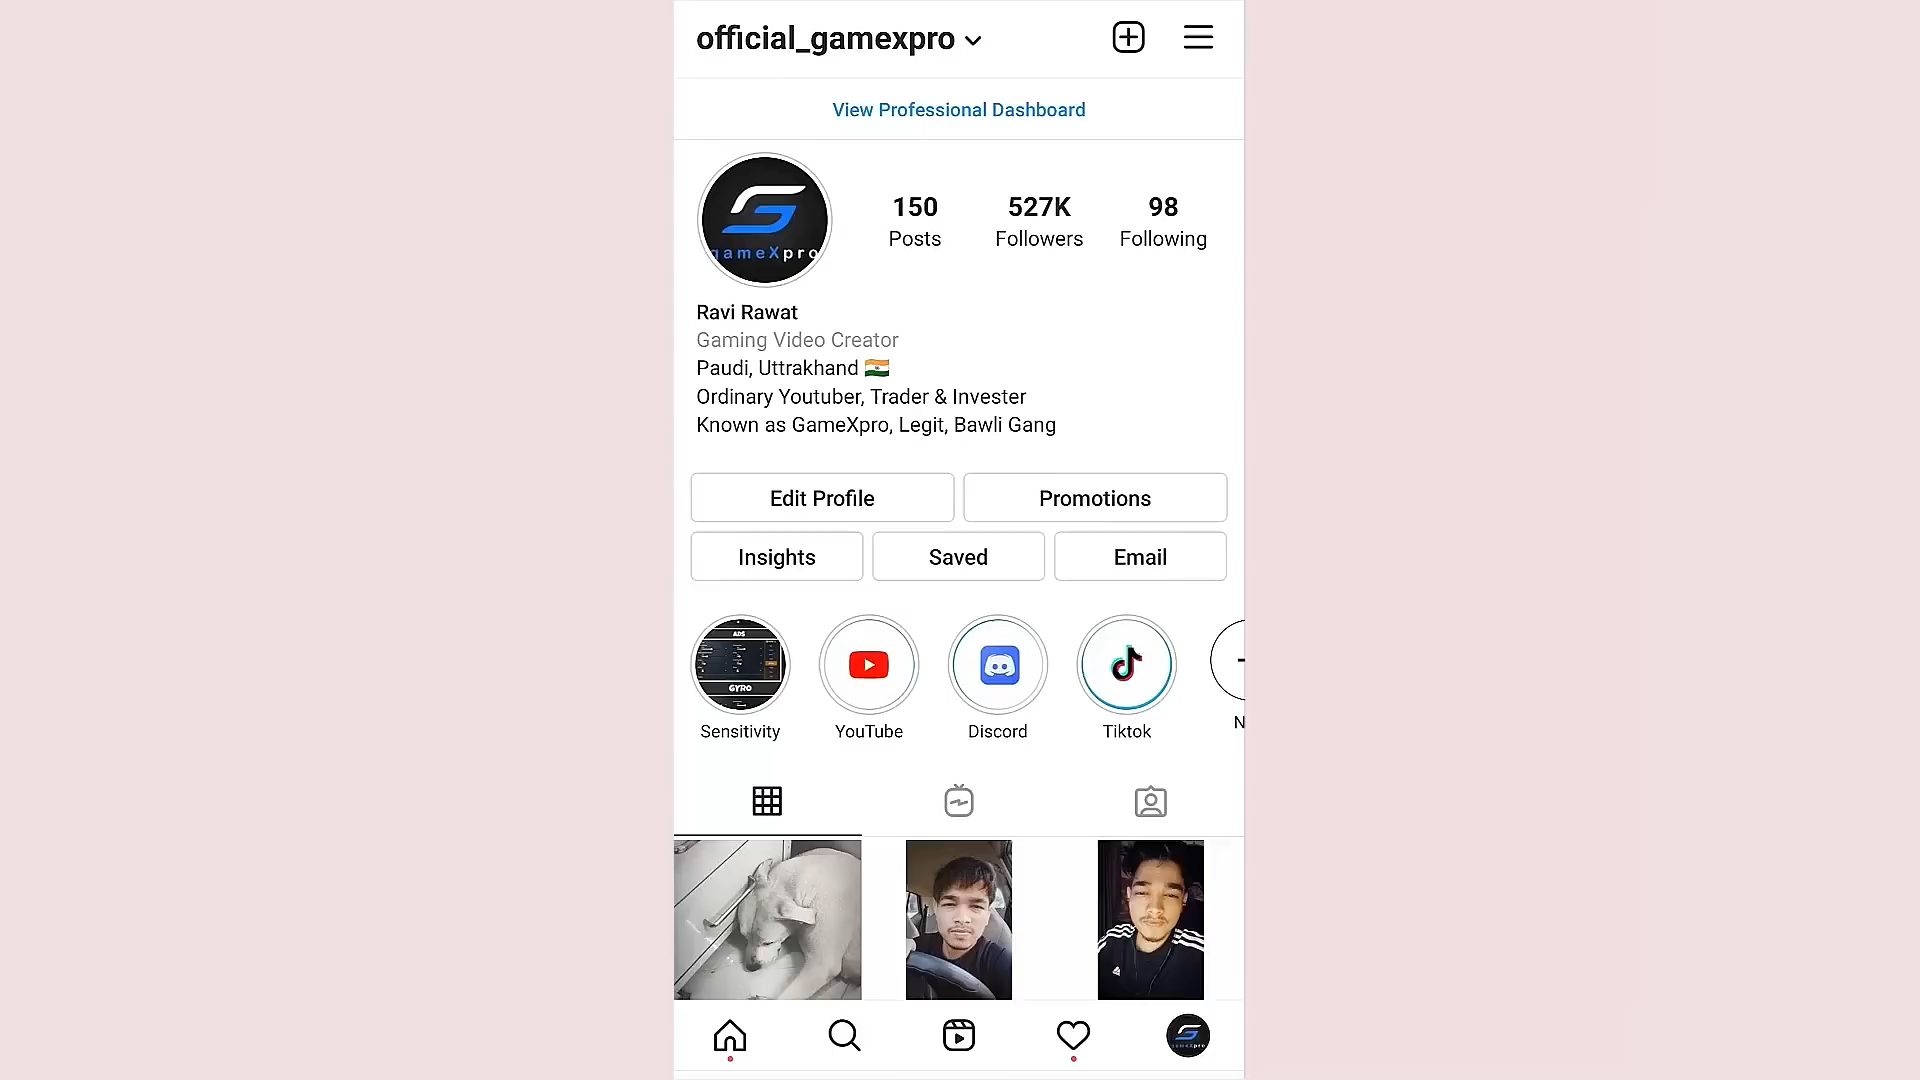 official_gamexpro
View Professional Dashboard
150
Posts
527K
Followers
98
Following
gameXpro
Ravi Rawat
Gaming Video Creator
Paudi, Uttrakhand 🇮🇳
Ordinary Youtuber, Trader & Invester
Known as GameXpro, Legit, Bawli Gang
Edit Profile
Promotions
Insights
Saved
Email
ADS
GYRO
Sensitivity
YouTube
Discord
Tiktok
N